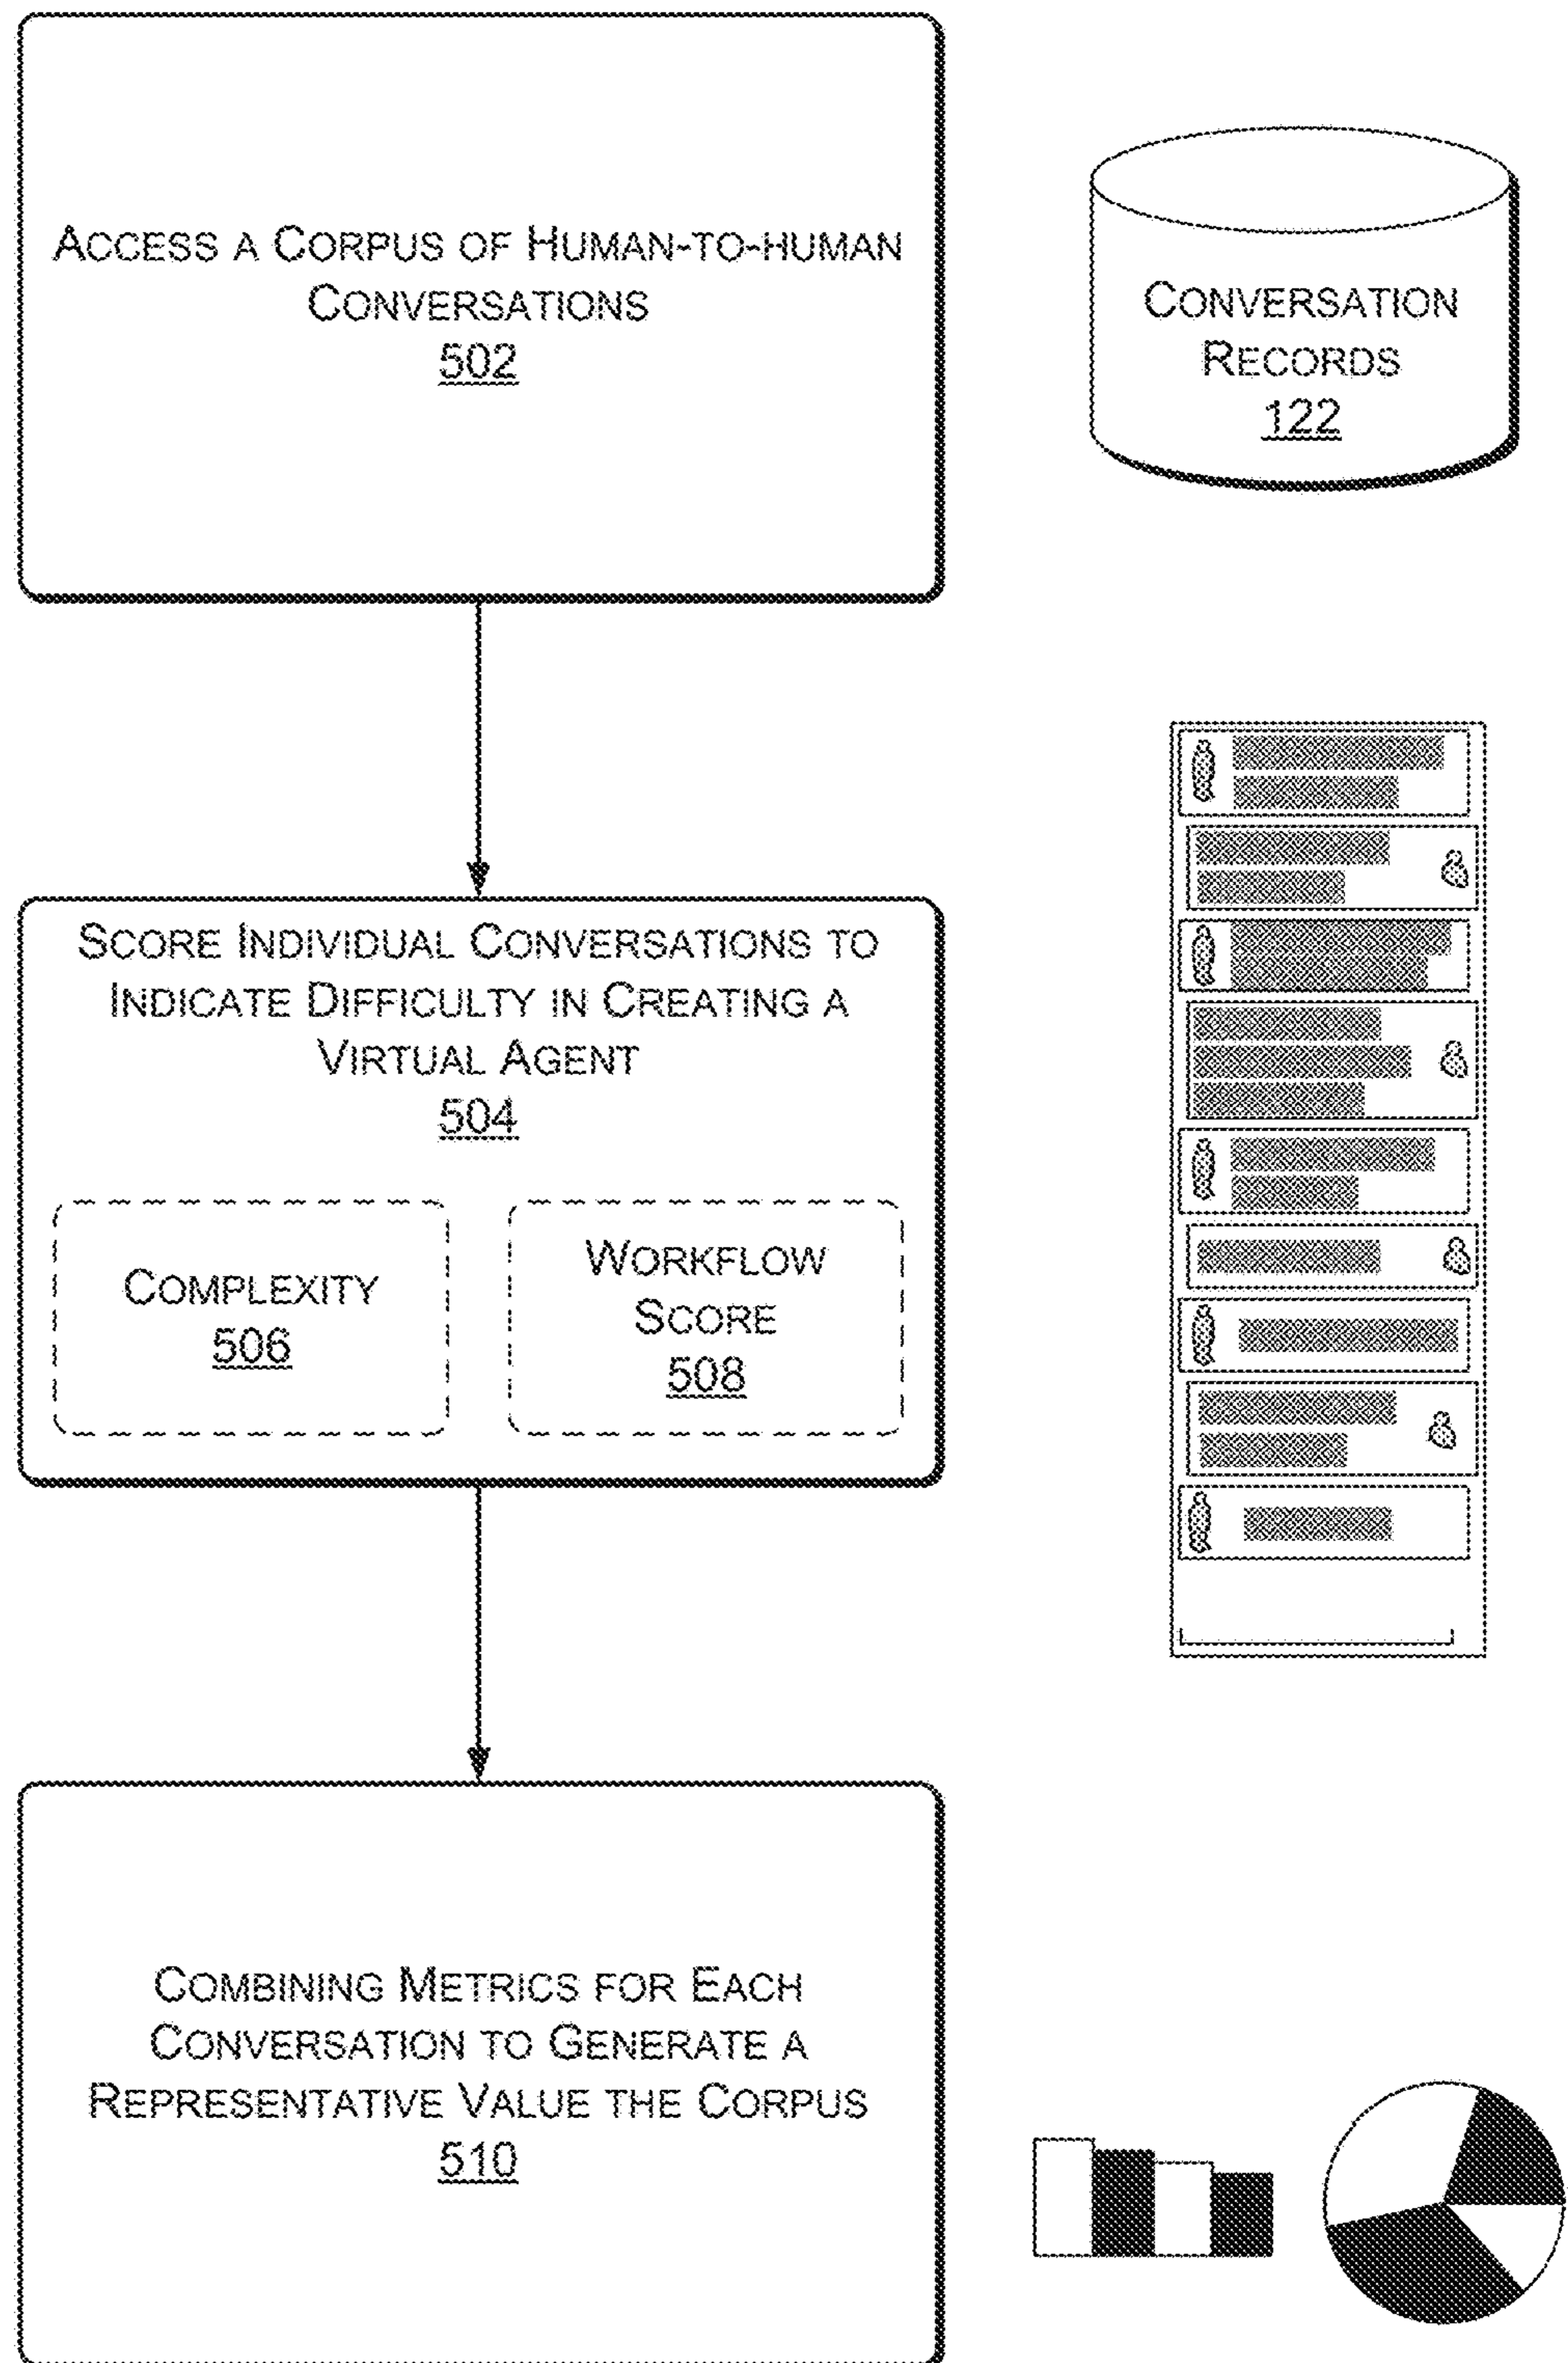 ACCESS A CORPUS OF HUMAN-TO-HUMAN
CONVERSATIONS
502
CONVERSATION
RECORDS
122
SCORE INDIVIDUAL CONVERSATIONS TO
INDICATE DIFFICULTY IN CREATING A
VIRTUAL AGENT
504
COMPLEXITY
506
WORKFLOW
SCORE
508
COMBINING METRICS FOR EACH
CONVERSATION TO GENERATE A
REPRESENTATIVE VALUE THE CORPUS
510